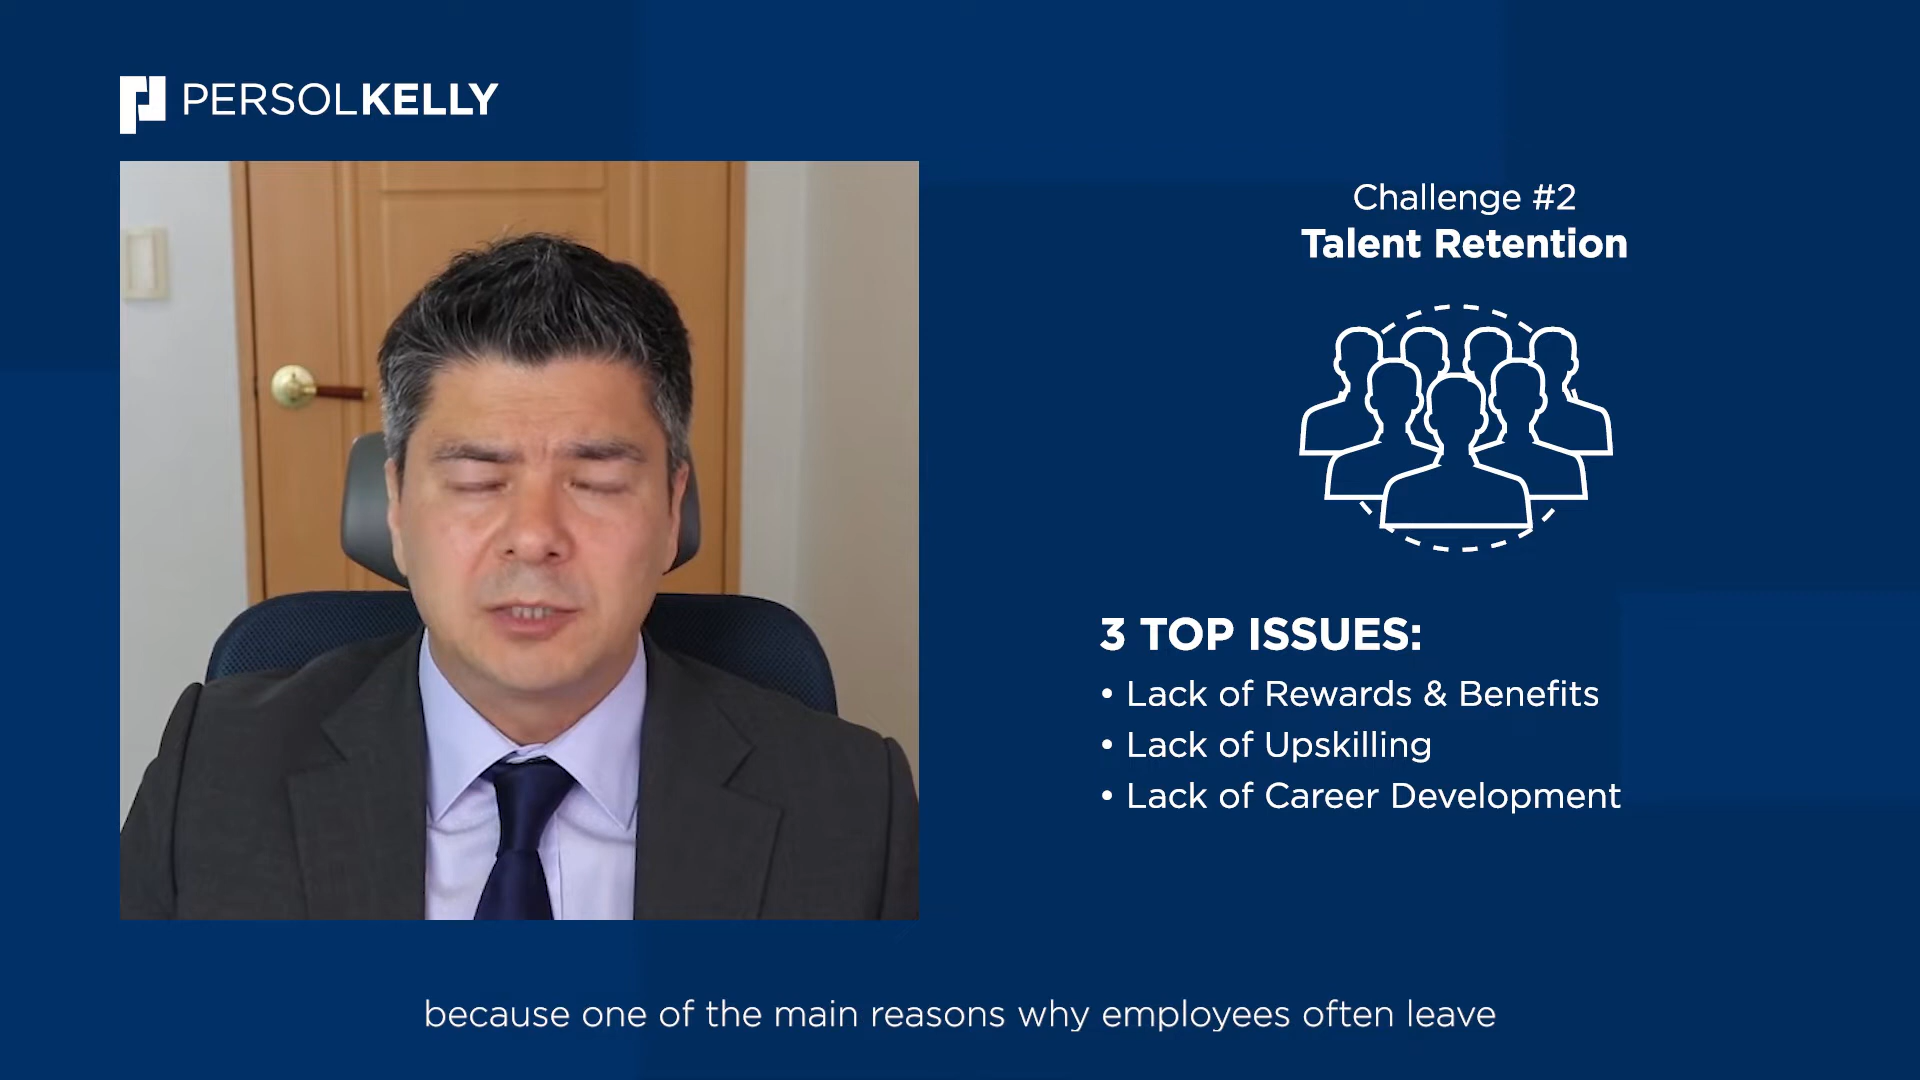 PERSOLKELLY
Challenge #2
Talent Retention
3 TOP ISSUES:
• Lack of Rewards & Benefits
• Lack of Upskilling
• Lack of Career Development
because one of the main reasons why employees often leave